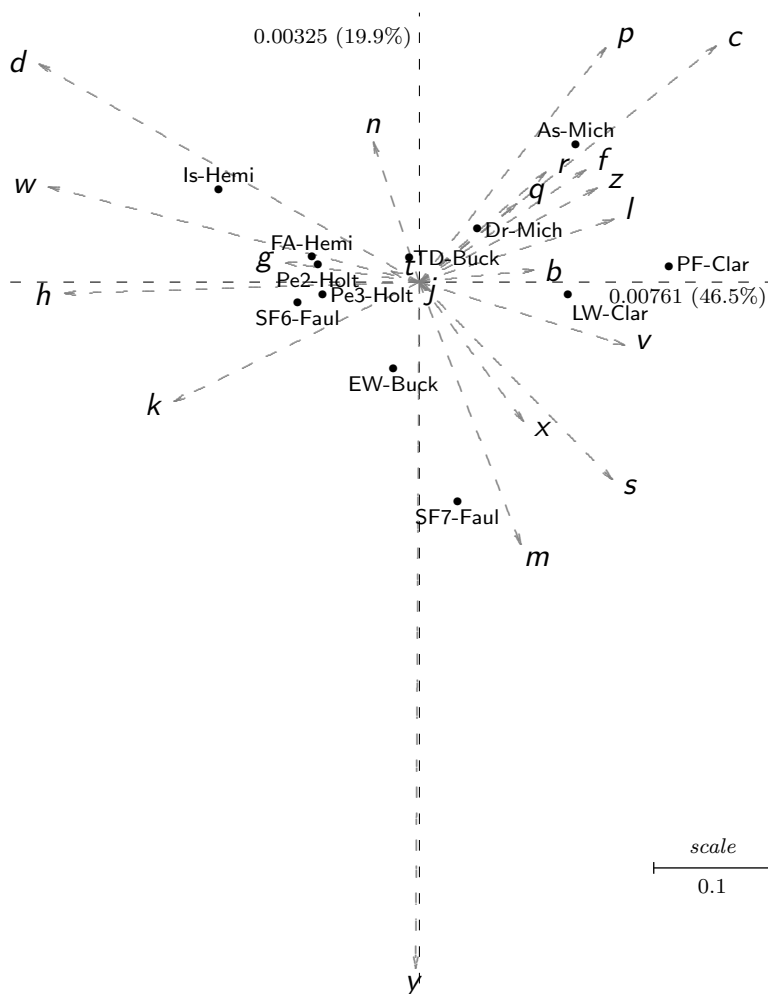 0.00325 (19.9%)
p
c
d
n
As-Mich
r
f
Is-Hemi
w
q
z
l
Dr-Mich
FA-Hemi
g
TD-Buck
t
b
PF-Clar
Pe2-Holt
j
h
Pe3-Holt
0.00761 (46.5%)
SF6-Faul
LW-Clar
v
EW-Buck
k
x
s
SF7-Faul
m
scale
0.1
y